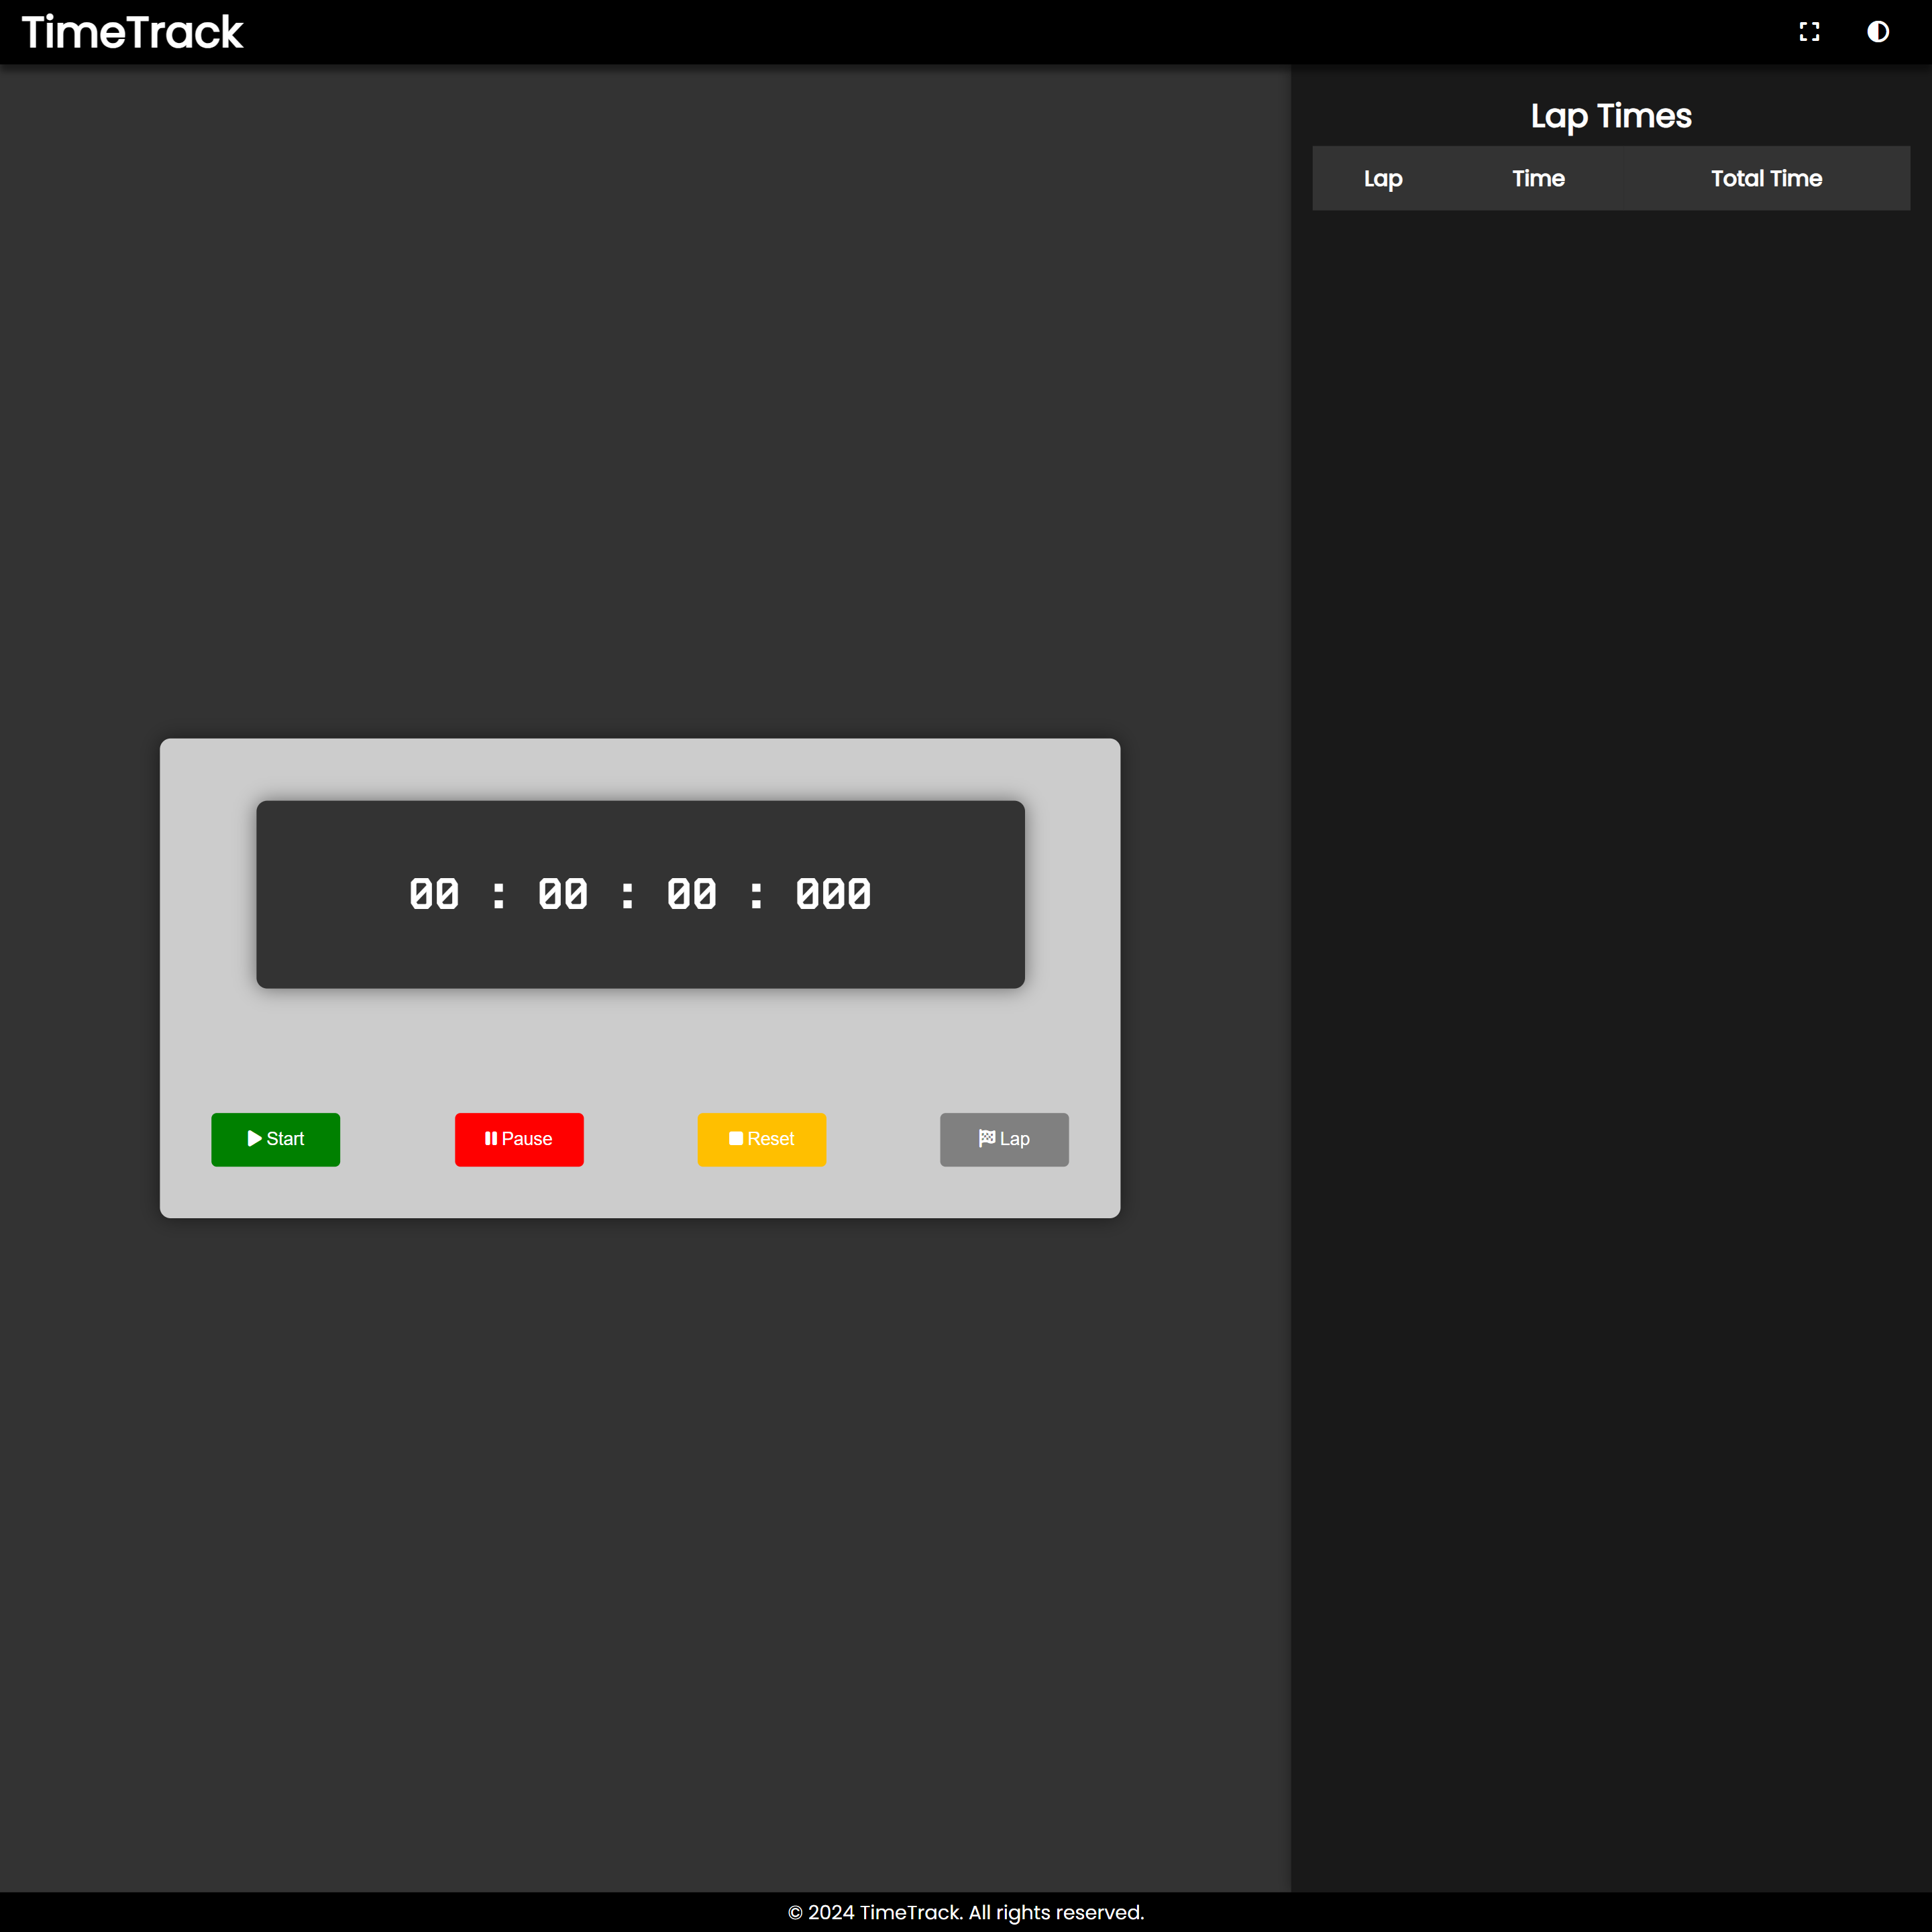 TimeTrack
Lap Times
Lap Time Total Time
00 : 00 : 00 : 000
Start Pause Reset Lap
© 2024 TimeTrack. All rights reserved.